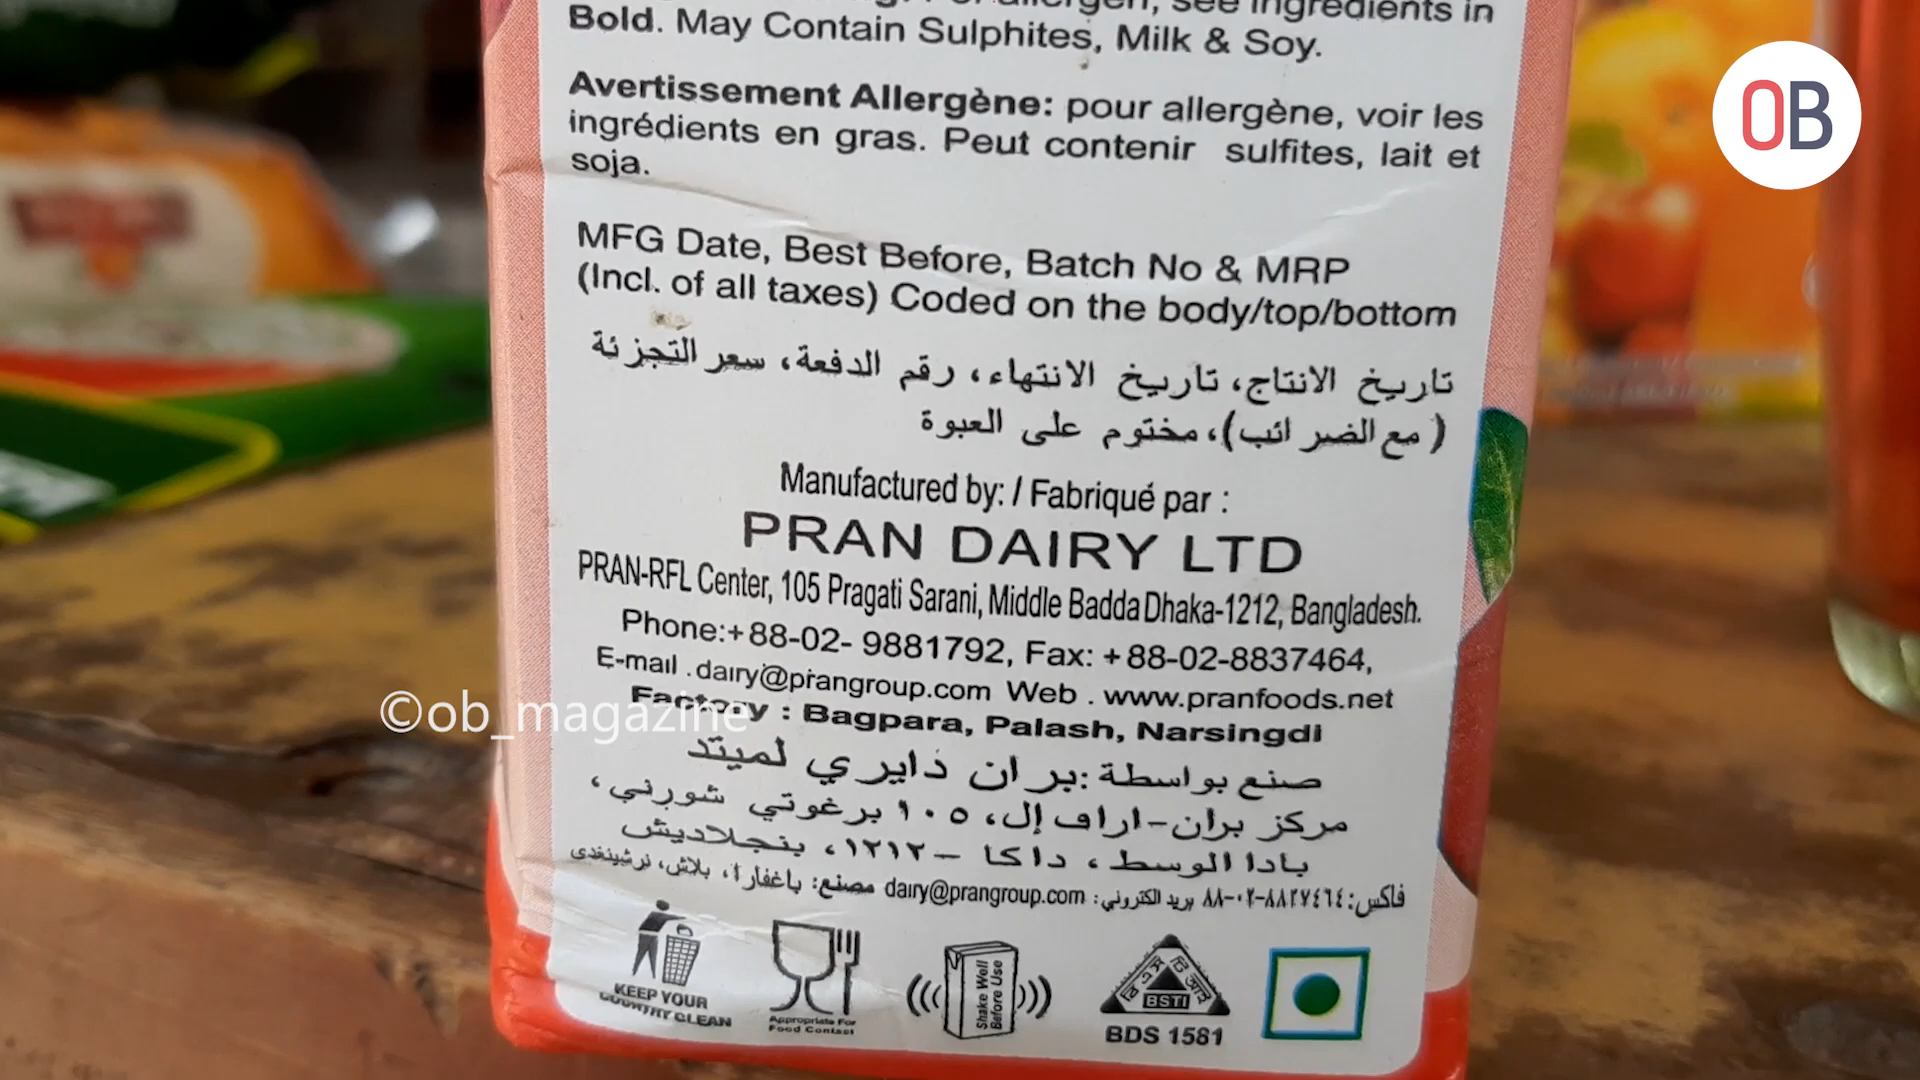 see ingredients in
Bold. May Contain Sulphites, Milk & Soy.
Avertissement Allergène: pour allergène, voir les
ingrédients en gras. Peut contenir sulfites, lait et
soja.
MFG Date, Best Before, Batch No & MRP
(Incl. of all taxes) Coded on the body/top/bottom
تاريخ الانتاج، تاريخ الانتهاء، رقم الدفعة، سعر التجزئة
(مع الضرائب)، مختوم على العبوة
Manufactured by: / Fabriqué par :
PRAN DAIRY LTD
PRAN-RFL Center, 105 Pragati Sarani, Middle Badda Dhaka-1212, Bangladesh.
Phone:+88-02- 9881792, Fax: +88-02-8837464,
E-mail . dairy@prangroup.com Web . www.pranfoods.net
Factory : Bagpara, Palash, Narsingdi
صنع بواسطة :بران دايري لميتد
مركز بران-اراف إل، ١٠٥ برغوتي شورني،
بادا الوسط، داكا –١٢١٢، بنجلاديش
فاكس: ٨٨٢٧٤٦٤-٠٢-٨٨ بريد الكتروني: dairy@prangroup.com مصنع: باغفارا، بلاش، نرشينغدى
KEEP YOUR
COUNTRY CLEAN
Appropriate For
Food Contact
Shake Well
Before Use
বি এস টি আই
BSTI
BDS 1581
OB
©ob_magazine